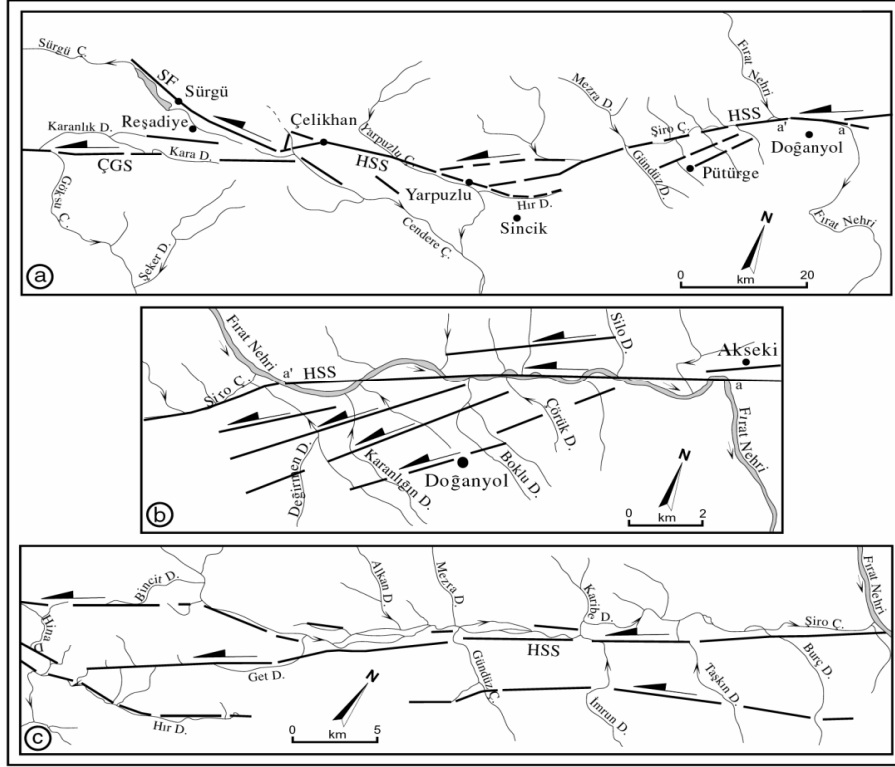 Sürgü Ç.
SF
Sürgü
Reşadiye
Karanlık D.
ÇGS
Kara D.
Göksu Ç.
Şeker D.
Çelikhan
Yarpuzlu Ç.
HSS
Yarpuzlu
Hır D.
Sincik
Cendere Ç.
Mezra D.
Fırat Nehri
Şiro Ç.
HSS
a'
a
Doğanyol
Gündüz D.
Pütürge
Fırat Nehri
N
0 20
km
a
Fırat Nehri
a'
HSS
Şiro Ç.
Silo D.
Akseki
a
Fırat Nehri
Çörük D.
Boklu D.
Doğanyol
Karanlığın D.
Değirmen D.
N
0 2
km
b
Bincit D.
Hina D.
Get D.
Hır D.
Alkan D.
Mezra D.
Karibe D.
HSS
Şiro Ç.
Fırat Nehri
Gündüz Ç.
İmrun D.
Taşkın D.
Burç D.
N
0 5
km
c